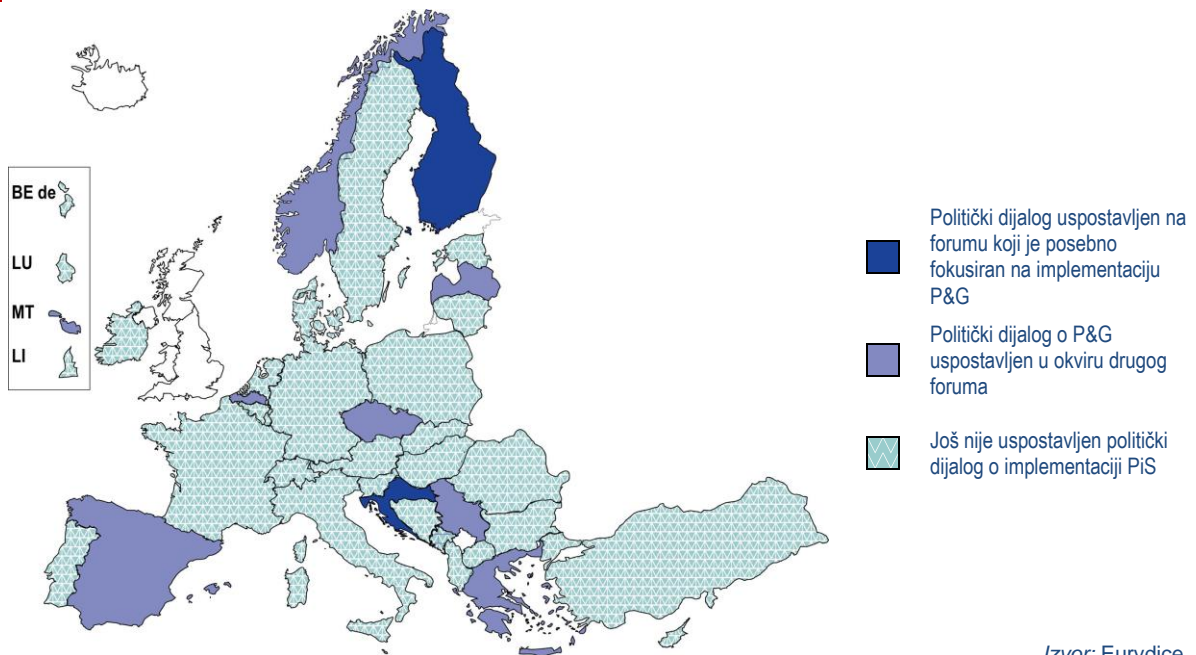 BE de
LU
MT
LI
Politički dijalog uspostavljen na
forumu koji je posebno
fokusiran na implementaciju
P&G
Politički dijalog o P&G
uspostavljen u okviru drugog
foruma
Još nije uspostavljen politički
dijalog o implementaciji PiS
Izvor: Eurydice